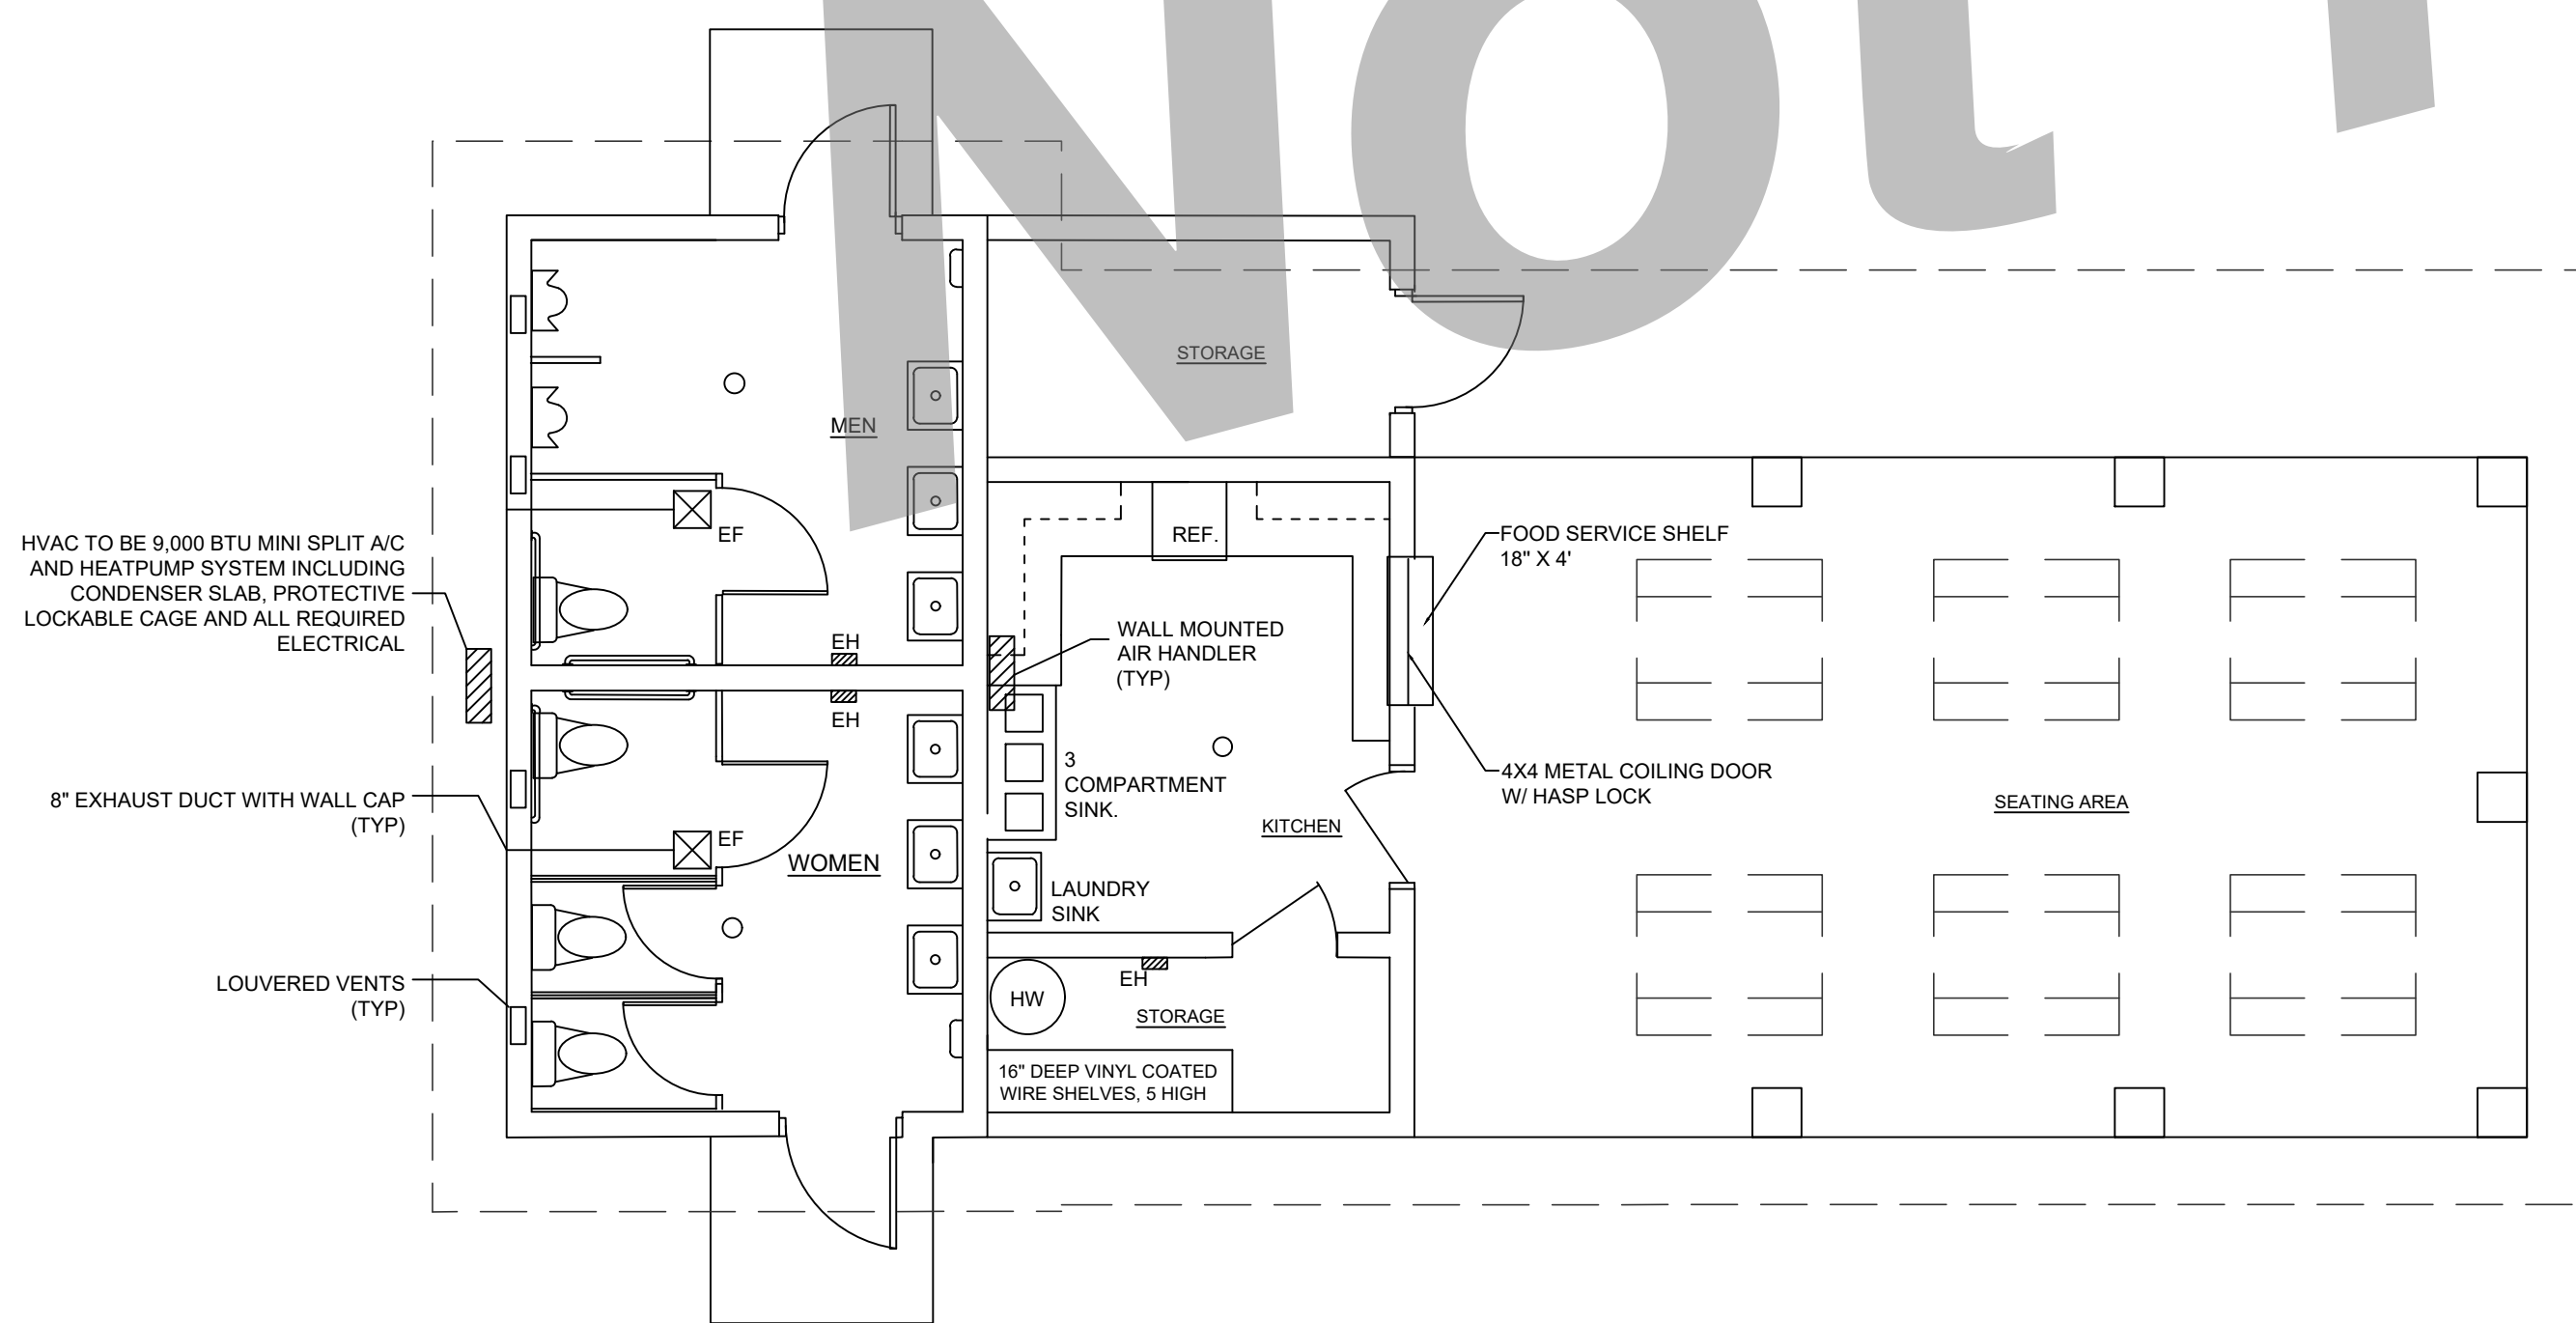 Not
STORAGE
MEN
HVAC TO BE 9,000 BTU MINI SPLIT A/C
AND HEATPUMP SYSTEM INCLUDING
CONDENSER SLAB, PROTECTIVE
LOCKABLE CAGE AND ALL REQUIRED
ELECTRICAL
EF
REF.
FOOD SERVICE SHELF
18" X 4'
EH
WALL MOUNTED
AIR HANDLER
(TYP)
EH
3
COMPARTMENT
SINK.
4X4 METAL COILING DOOR
W/ HASP LOCK
8" EXHAUST DUCT WITH WALL CAP
(TYP)
EF
WOMEN
KITCHEN
SEATING AREA
LAUNDRY
SINK
LOUVERED VENTS
(TYP)
EH
HW
STORAGE
16" DEEP VINYL COATED
WIRE SHELVES, 5 HIGH